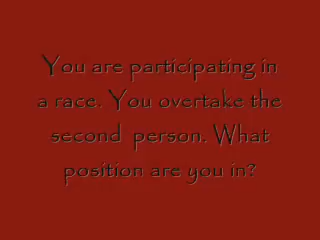 You are participating in
a race. You overtake the
second person. What
position are you in?